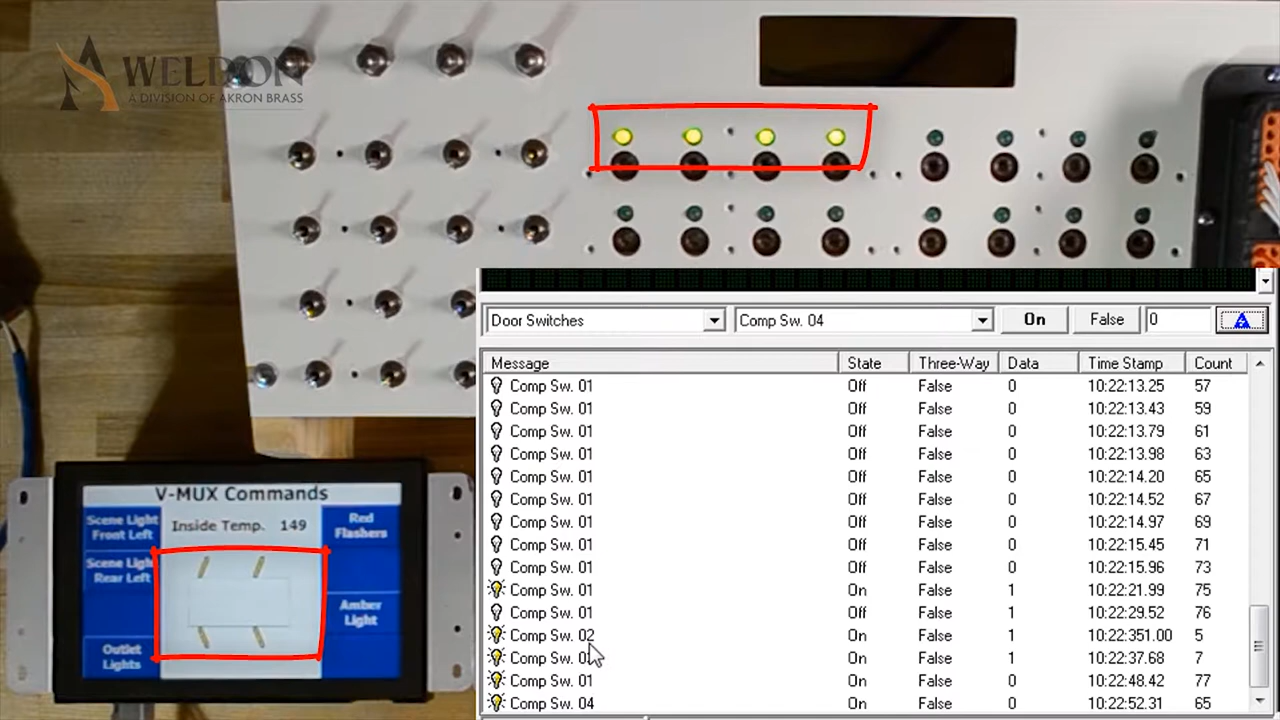 WELDON
A DIVISION OF AKRON BRASS
Door Switches Comp Sw. 04 On False 0
Message State Three-Way Data Time Stamp Count
Comp Sw. 01 Off False 0 10:22:13.25 57
Comp Sw. 01 Off False 0 10:22:13.43 59
Comp Sw. 01 Off False 0 10:22:13.79 61
Comp Sw. 01 Off False 0 10:22:13.98 63
Comp Sw. 01 Off False 0 10:22:14.20 65
Comp Sw. 01 Off False 0 10:22:14.52 67
Comp Sw. 01 Off False 0 10:22:14.97 69
Comp Sw. 01 Off False 0 10:22:15.45 71
Comp Sw. 01 Off False 0 10:22:15.96 73
Comp Sw. 01 On False 1 10:22:21.99 75
Comp Sw. 01 Off False 1 10:22:29.52 76
Comp Sw. 02 On False 1 10:22:351.00 5
Comp Sw. On False 1 10:22:37.68 7
Comp Sw. 01 On False 0 10:22:48.42 77
Comp Sw. 04 On False 0 10:22:52.31 65
V-MUX Commands
Scene Light
Front Left
Inside Temp. 149
Red
Flashers
Scene Light
Rear Left
Amber
Light
Outlet
Lights